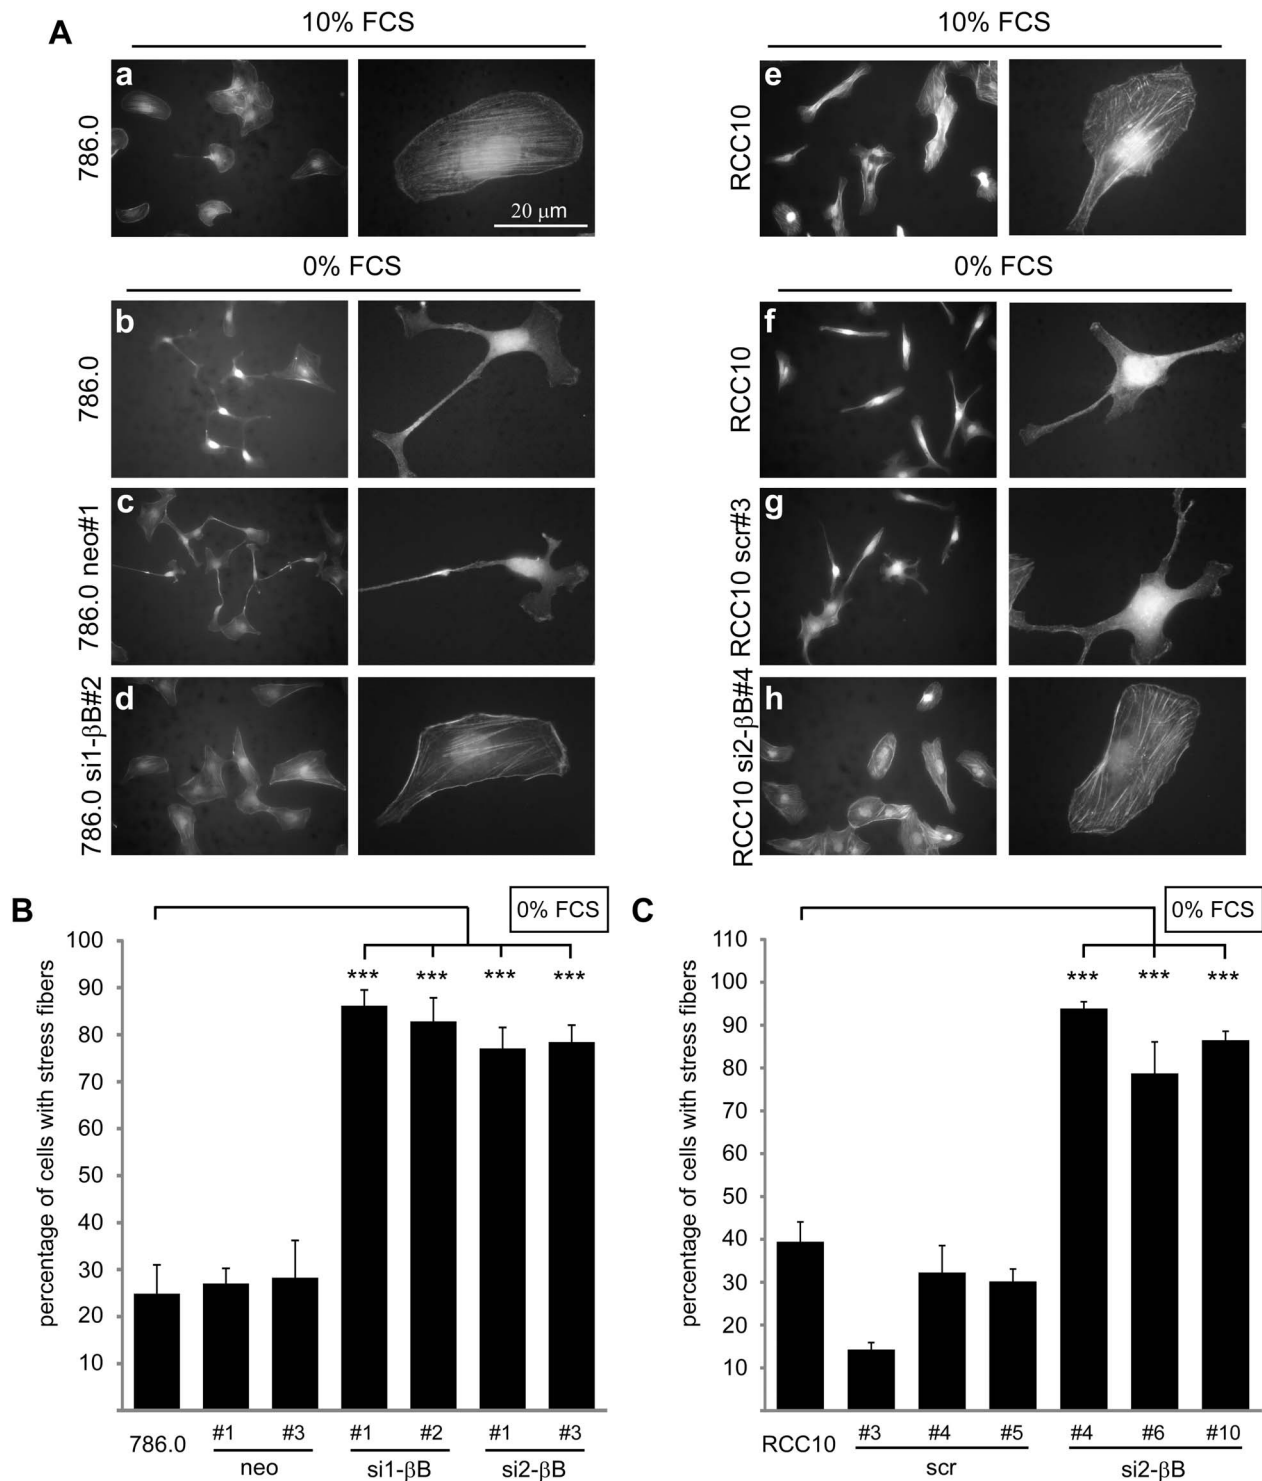 A
10% FCS
10% FCS
a
786.0
20 µm
e
RCC10
0% FCS
0% FCS
b
786.0
f
RCC10
c
786.0 neo#1
g
RCC10 scr#3
d
786.0 si1-βB#2
h
RCC10 si2-βB#4
B
0% FCS
percentage of cells with stress fibers
100
90
80
70
60
50
40
30
20
10
*** *** *** ***
786.0 #1 #3 #1 #2 #1 #3
neo si1-βB si2-βB
C
0% FCS
percentage of cells with stress fibers
110
100
90
80
70
60
50
40
30
20
10
*** *** ***
RCC10 #3 #4 #5 #4 #6 #10
scr si2-βB